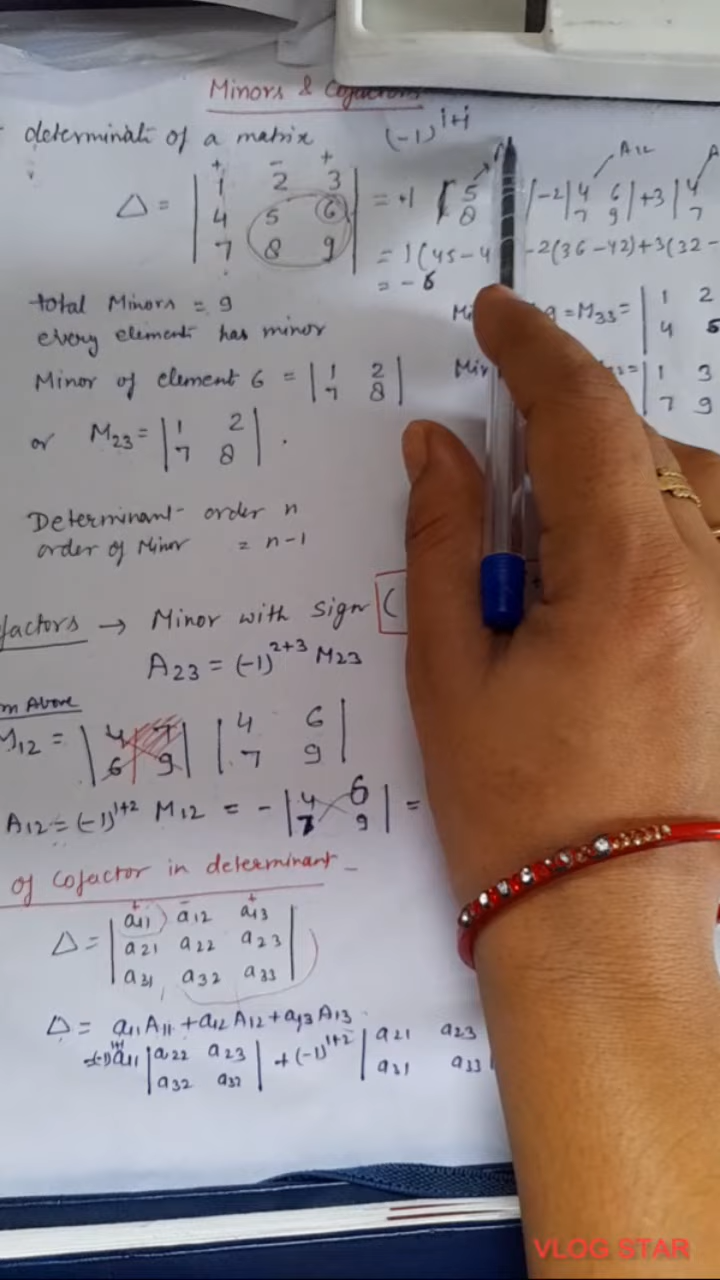 Minors & Cofactors
determinati of a matrix (-1)^{i+j}
+ - +
Δ = | 1 2 3 | = +1 | 5 | -2 | 4 6 | +3 | 4
A12
| 4 5 6 | 8 | 7 9 | 7
| 7 8 9 | = 1(45-4 -2(36-42)+3(32-
= -6
total Minors = 9 = M33 = | 1 2
every element has minor 4 5
Minor of element 6 = | 1 2 | = | 1 3
| 7 8 | 7 9
or M23 = | 1 2 | .
| 7 8 |
Determinant order n
order of Minor = n-1
factors → Minor with sign (
A23 = (-1)^{2+3} M23
m Above
M12 = | 4 7 | | 4 6 |
| 6 9 | | 7 9 |
A12 = (-1)^{1+2} M12 = - | 4 6 | =
| 7 9 |
of Cofactor in determinant -
+ - +
Δ = | a11 a12 a13 |
| a21 a22 a23 |
| a31 a32 a33 |
Δ = a11 A11 + a12 A12 + a13 A13
a11 | a22 a23 | + (-1)^{1+2} | a21 a23
| a32 | a31 a33 |
VLOG STAR